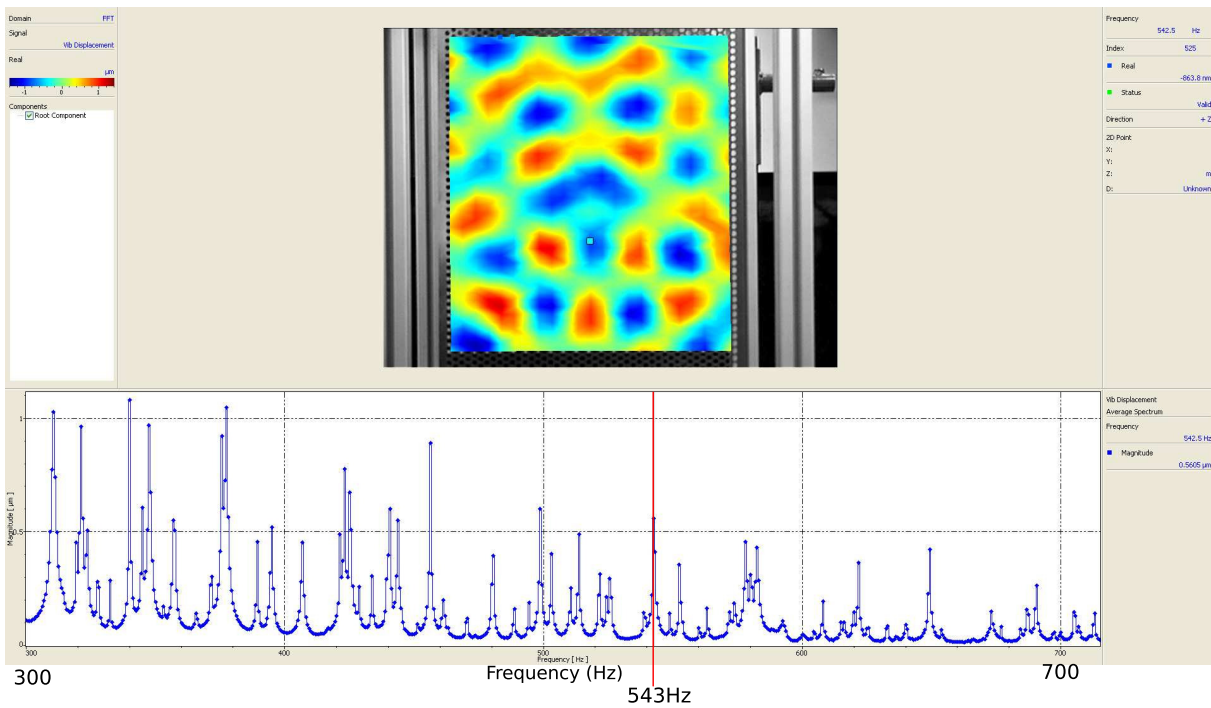 Domain FFT
Signal
Vib Displacement
Real
µm
-1 0 1
Components
Root Component
Frequency
542.5 Hz
Index 525
Real
-863.8 nm
Status
Valid
Direction + Z
2D Point
X:
Y:
Z: m
D: Unknown
Vib Displacement
Average Spectrum
Frequency
542.5 Hz
Magnitude
0.5605 µm
Magnitude [ µm ]
1
0.5
0
300 400 500 600 700
Frequency [ Hz ]
300 Frequency (Hz) 700
543Hz